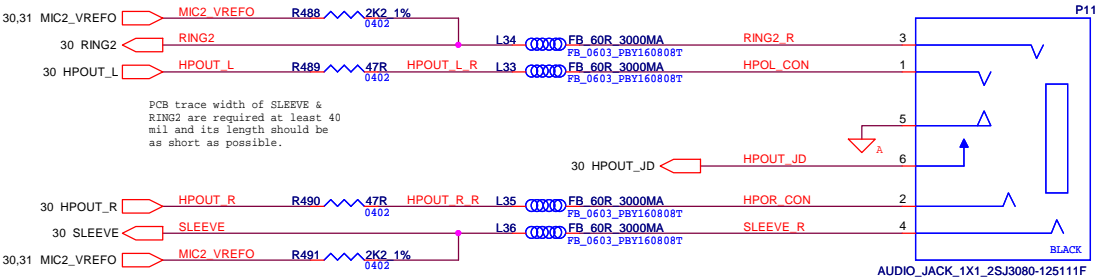 P11
30,31 MIC2_VREFO MIC2_VREFO R488 2K2_1%
0402
30 RING2 RING2 L34 FB_60R_3000MA RING2_R 3
FB_0603_PBY160808T
30 HPOUT_L HPOUT_L R489 47R HPOUT_L_R L33 FB_60R_3000MA HPOL_CON 1
0402 FB_0603_PBY160808T
PCB trace width of SLEEVE &
RING2 are required at least 40
mil and its length should be
as short as possible.
5
A
30 HPOUT_JD HPOUT_JD 6
30 HPOUT_R HPOUT_R R490 47R HPOUT_R_R L35 FB_60R_3000MA HPOR_CON 2
0402 FB_0603_PBY160808T
30 SLEEVE SLEEVE L36 FB_60R_3000MA SLEEVE_R 4
FB_0603_PBY160808T
30,31 MIC2_VREFO MIC2_VREFO R491 2K2_1%
0402
BLACK
AUDIO_JACK_1X1_2SJ3080-125111F